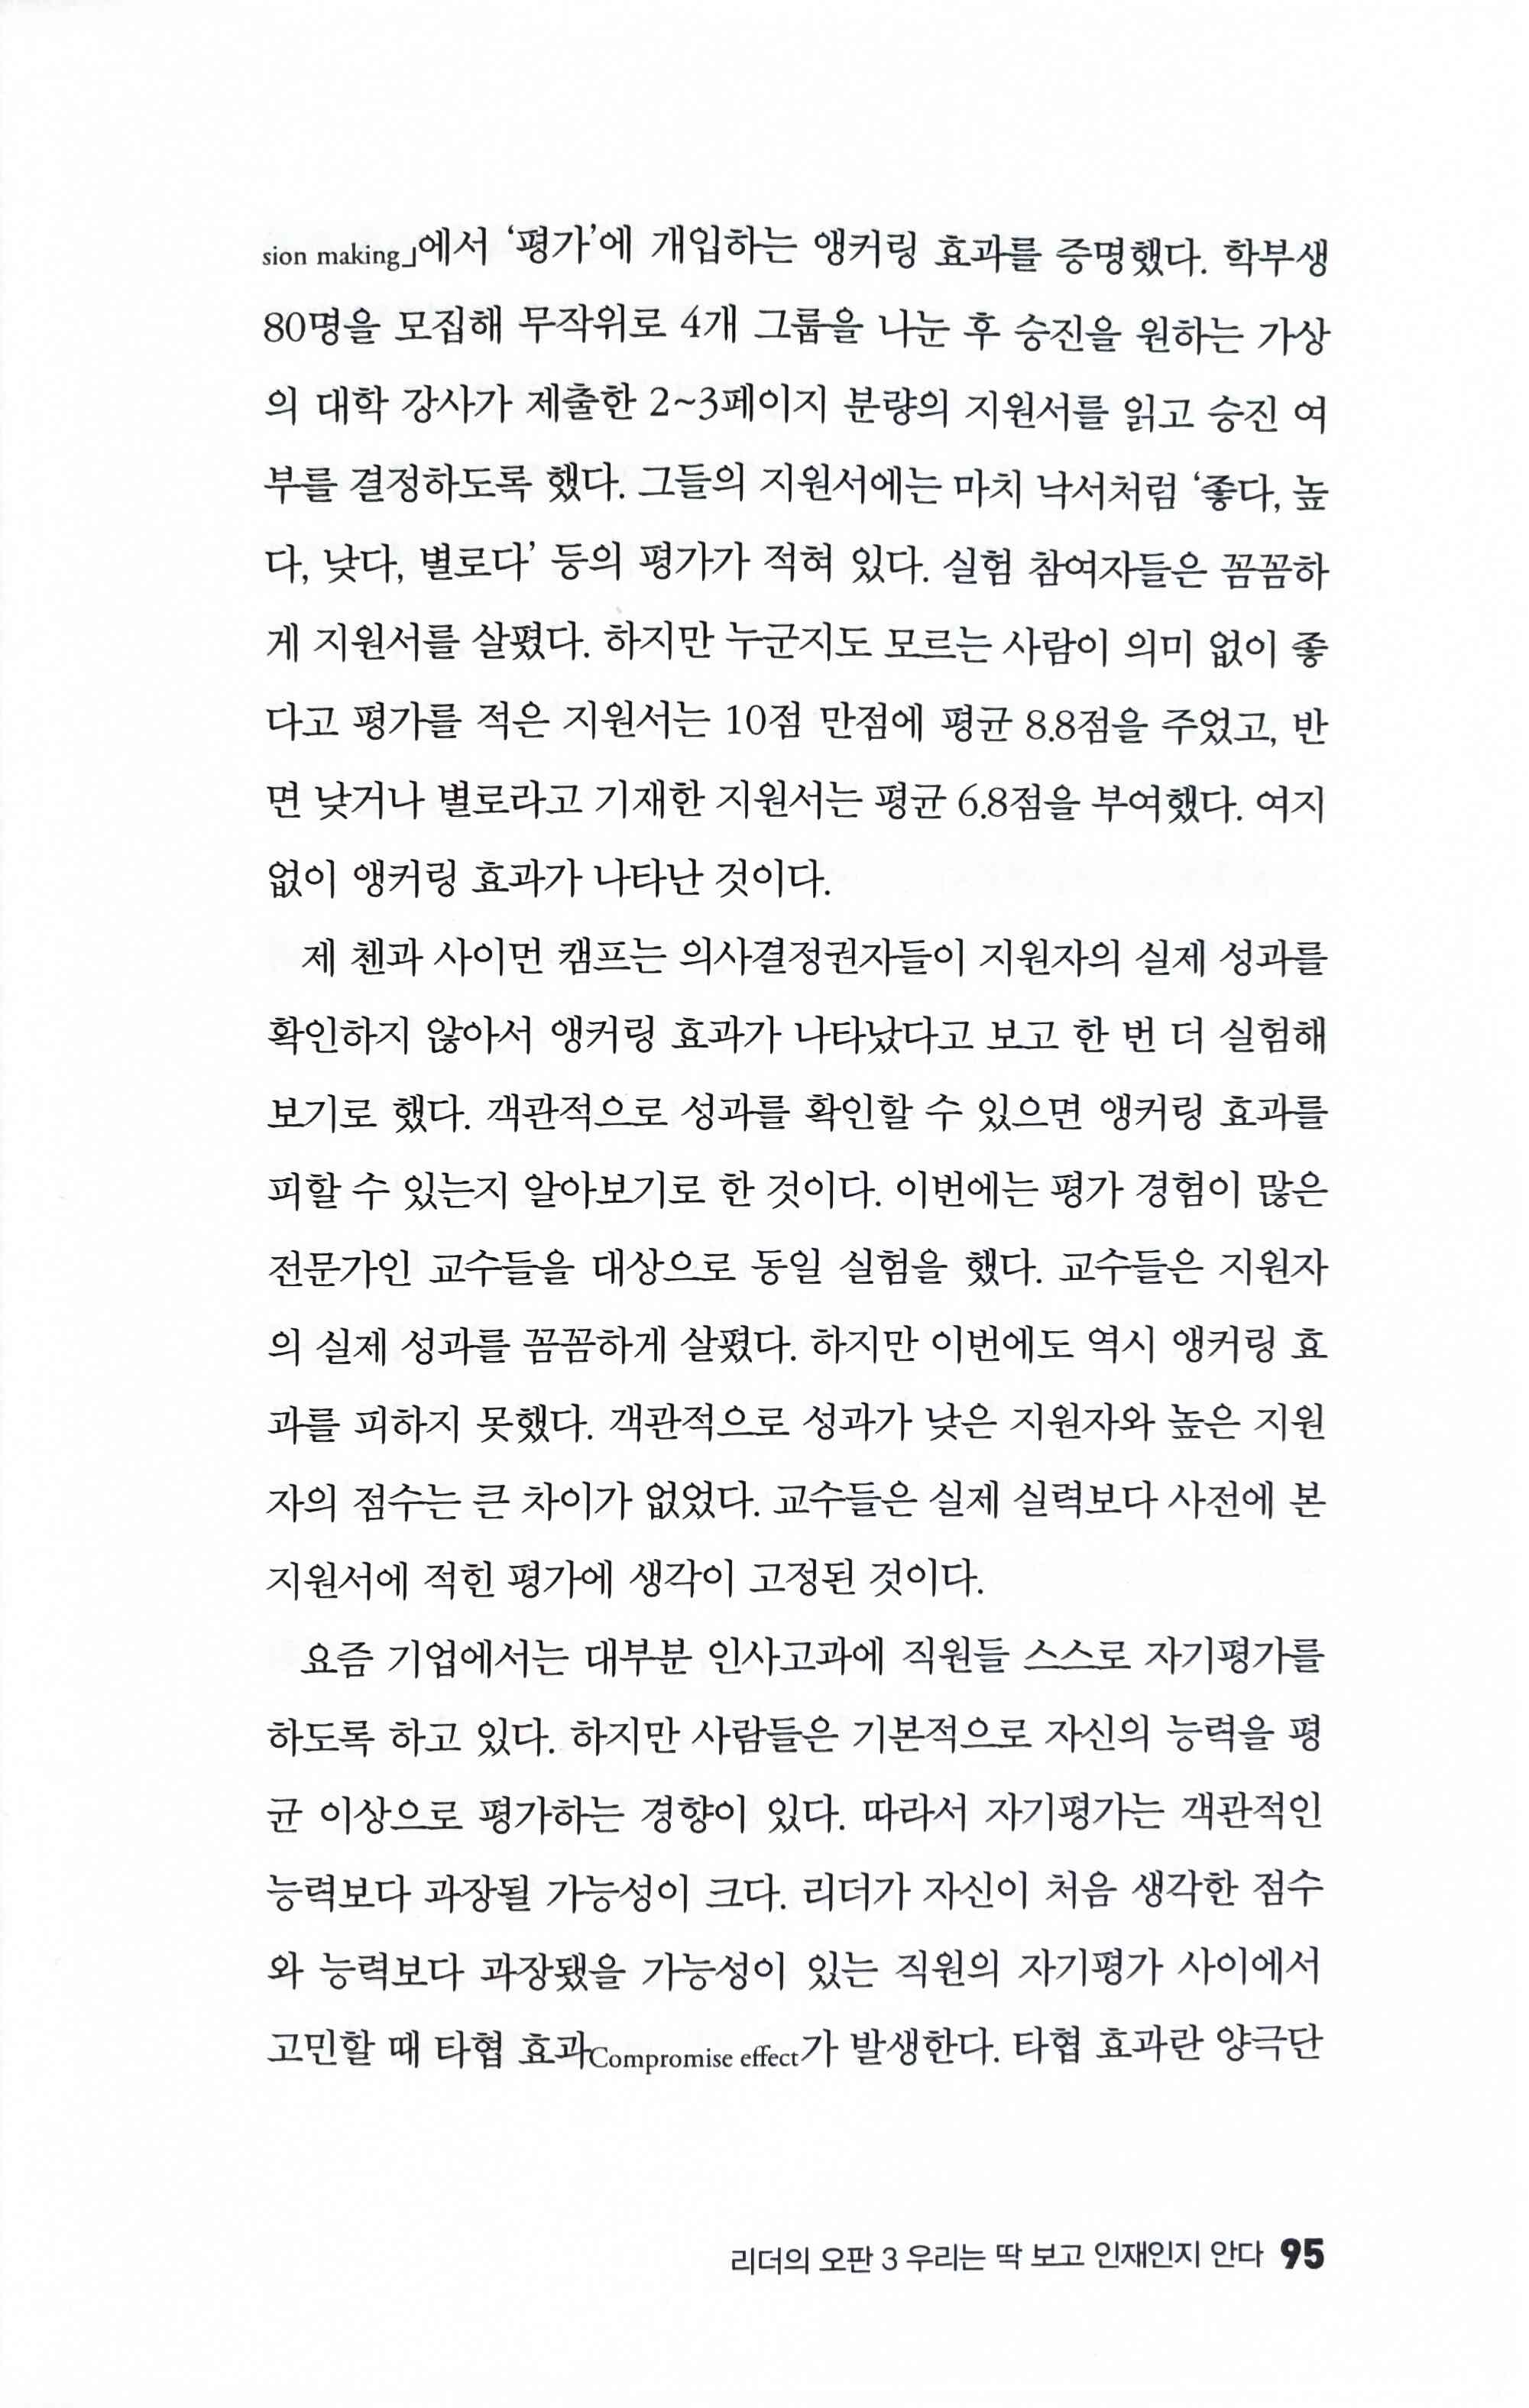 sion making」에서 ‘평가’에 개입하는 앵커링 효과를 증명했다. 학부생
80명을 모집해 무작위로 4개 그룹을 나눈 후 승진을 원하는 가상
의 대학 강사가 제출한 2~3페이지 분량의 지원서를 읽고 승진 여
부를 결정하도록 했다. 그들의 지원서에는 마치 낙서처럼 ‘좋다, 높
다, 낮다, 별로다’ 등의 평가가 적혀 있다. 실험 참여자들은 꼼꼼하
게 지원서를 살폈다. 하지만 누군지도 모르는 사람이 의미 없이 좋
다고 평가를 적은 지원서는 10점 만점에 평균 8.8점을 주었고, 반
면 낮거나 별로라고 기재한 지원서는 평균 6.8점을 부여했다. 여지
없이 앵커링 효과가 나타난 것이다.
제 첸과 사이먼 캠프는 의사결정권자들이 지원자의 실제 성과를
확인하지 않아서 앵커링 효과가 나타났다고 보고 한 번 더 실험해
보기로 했다. 객관적으로 성과를 확인할 수 있으면 앵커링 효과를
피할 수 있는지 알아보기로 한 것이다. 이번에는 평가 경험이 많은
전문가인 교수들을 대상으로 동일 실험을 했다. 교수들은 지원자
의 실제 성과를 꼼꼼하게 살폈다. 하지만 이번에도 역시 앵커링 효
과를 피하지 못했다. 객관적으로 성과가 낮은 지원자와 높은 지원
자의 점수는 큰 차이가 없었다. 교수들은 실제 실력보다 사전에 본
지원서에 적힌 평가에 생각이 고정된 것이다.
요즘 기업에서는 대부분 인사고과에 직원들 스스로 자기평가를
하도록 하고 있다. 하지만 사람들은 기본적으로 자신의 능력을 평
균 이상으로 평가하는 경향이 있다. 따라서 자기평가는 객관적인
능력보다 과장될 가능성이 크다. 리더가 자신이 처음 생각한 점수
와 능력보다 과장됐을 가능성이 있는 직원의 자기평가 사이에서
고민할 때 타협 효과Compromise effect가 발생한다. 타협 효과란 양극단
리더의 오판 3 우리는 딱 보고 인재인지 안다 95